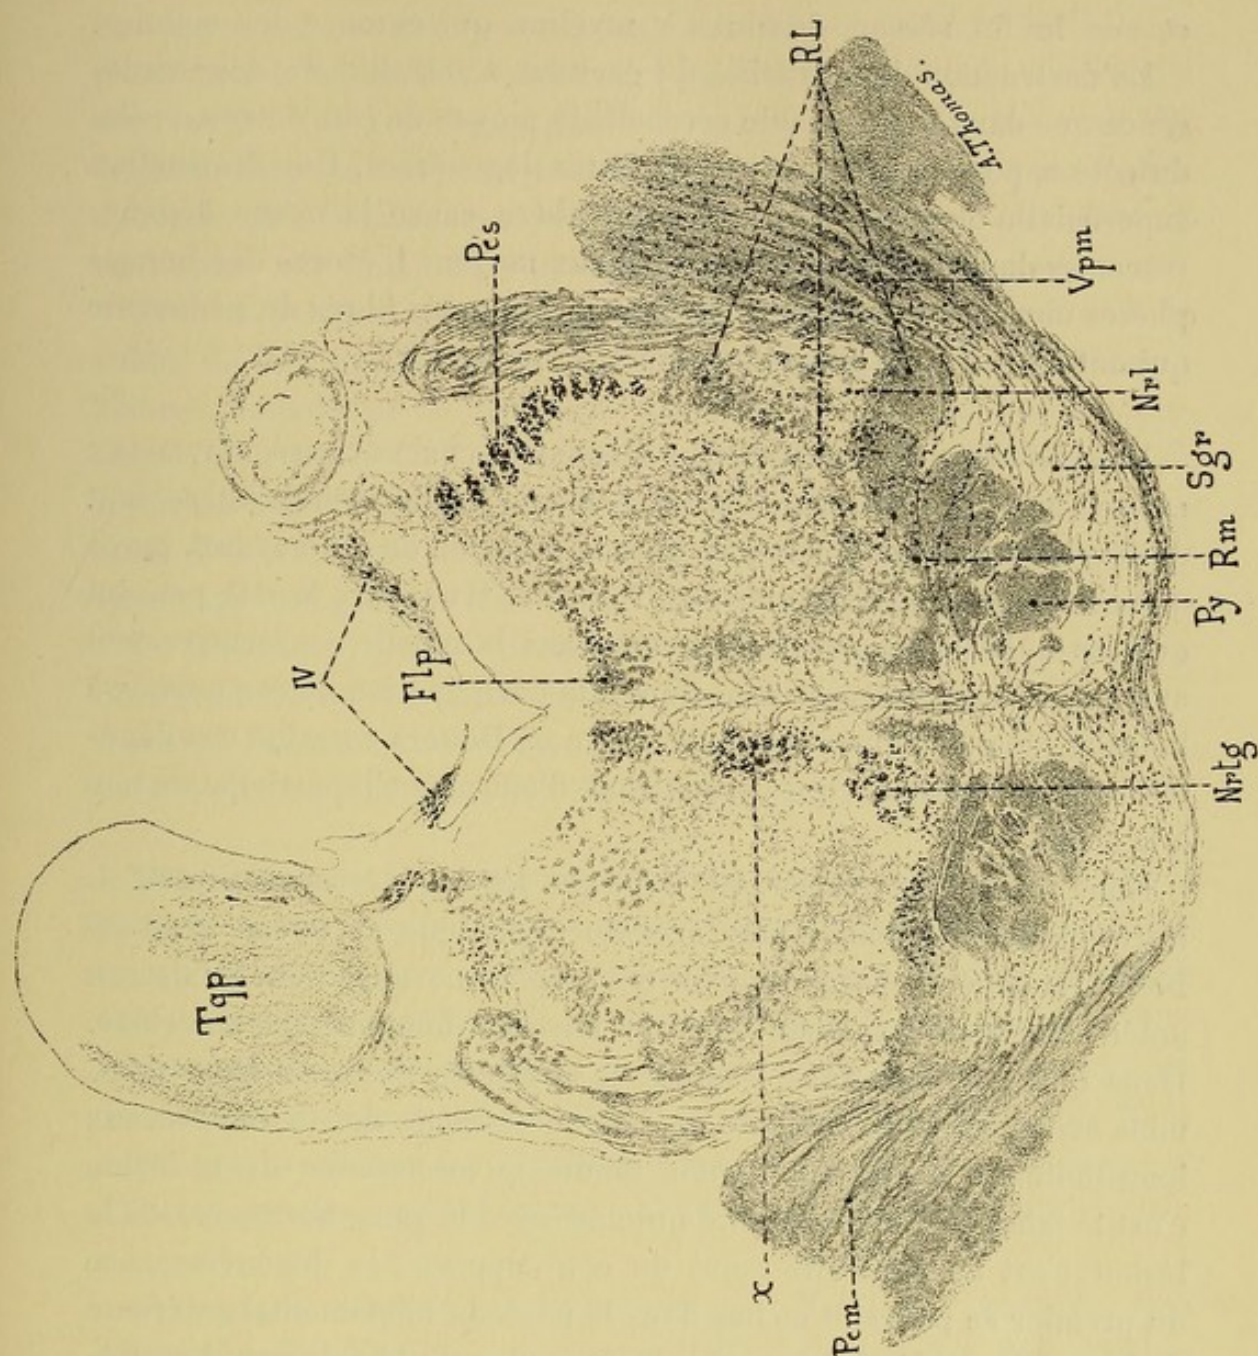 RL
A.Thomas.
Pcs
Vpm
Nrl
Sgr
Rm
Py
IV
Flp
Nrtg
Tqp
x
Pcm